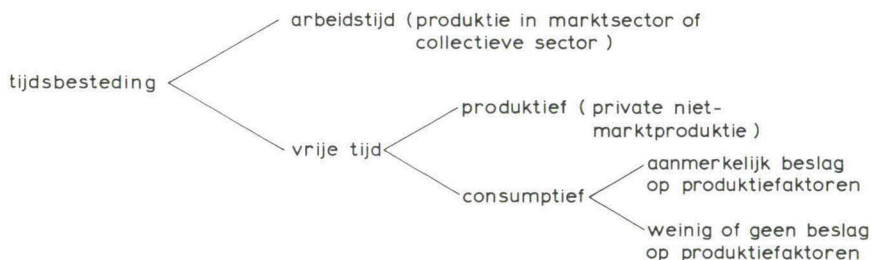 arbeidstijd (produktie in marktsector of
collectieve sector)
tijdsbesteding
produktief (private niet-
marktproduktie)
vrije tijd
aanmerkelijk beslag
op produktiefaktoren
consumptief
weinig of geen beslag
op produktiefaktoren